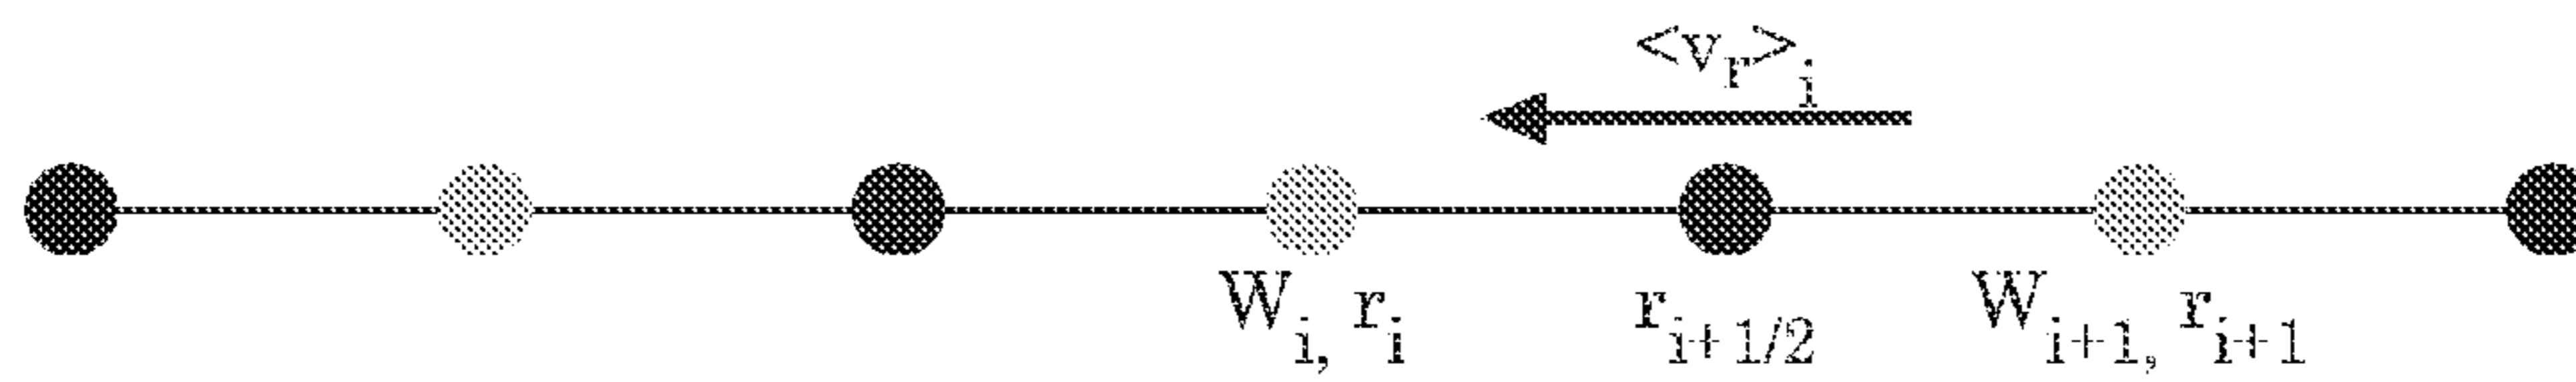 <v_r>_i
W_i, r_i r_{i+1/2} W_{i+1}, r_{i+1}